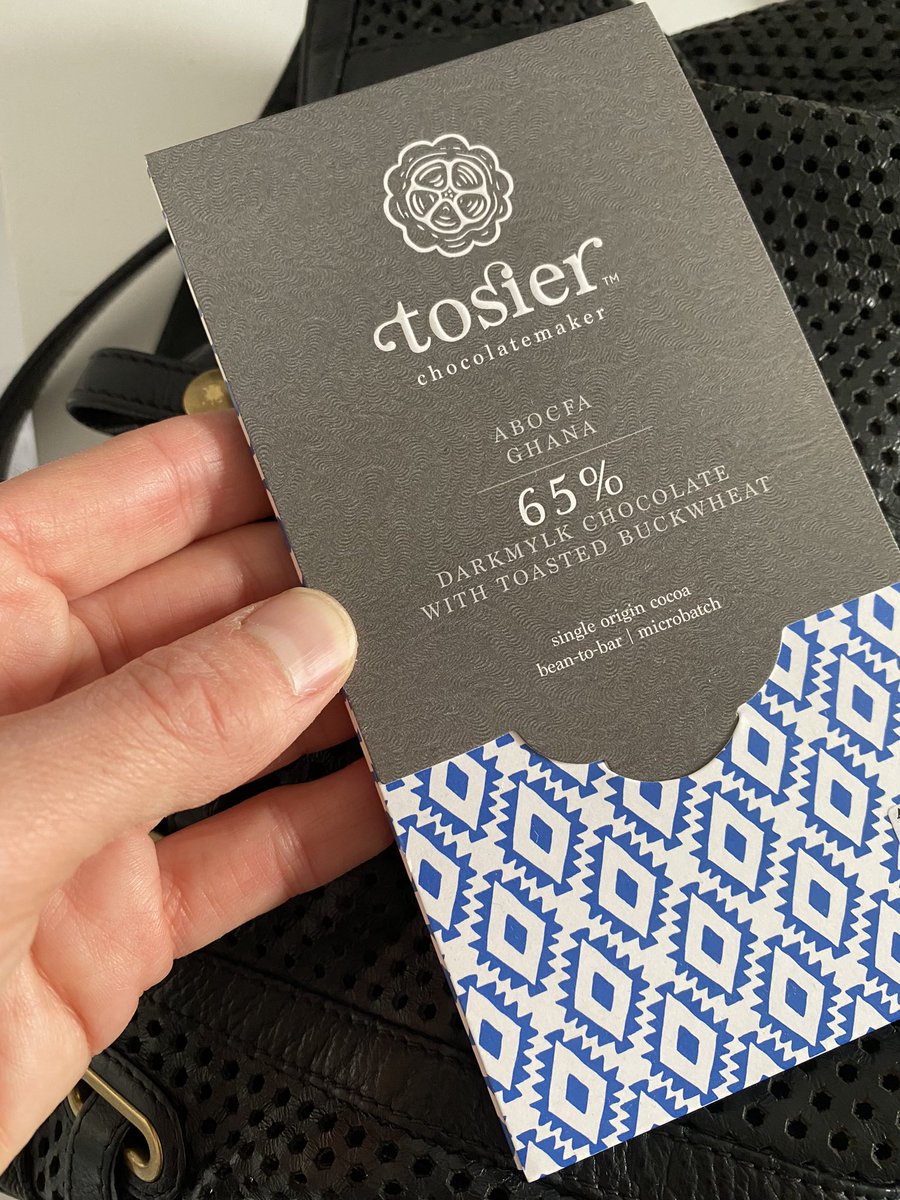 tosier™
chocolatemaker
ABOCFA
GHANA
65%
DARKMYLK CHOCOLATE
WITH TOASTED BUCKWHEAT
single origin cocoa
bean-to-bar | microbatch